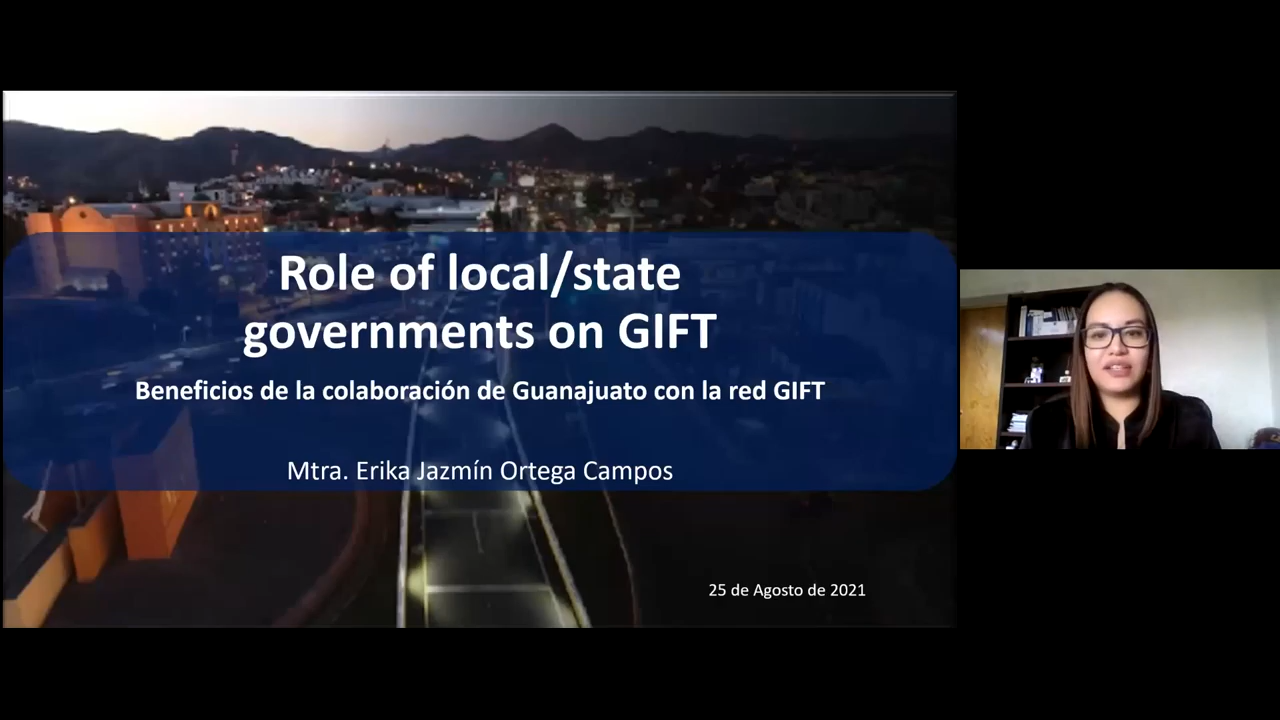 Role of local/state
governments on GIFT
Beneficios de la colaboración de Guanajuato con la red GIFT
Mtra. Erika Jazmín Ortega Campos
25 de Agosto de 2021